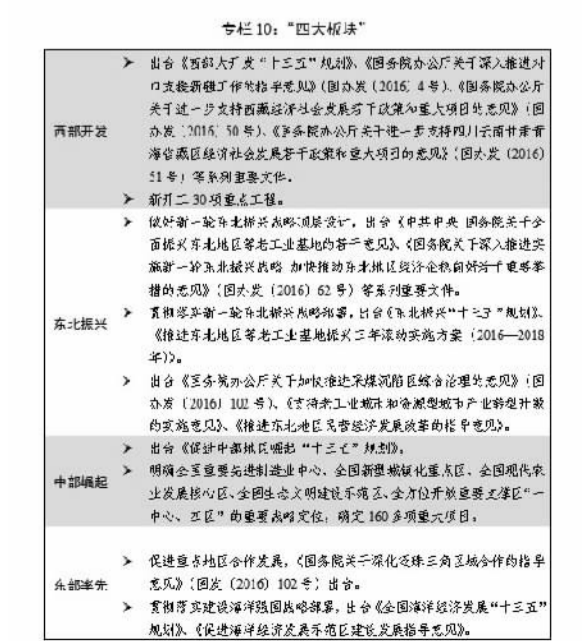 专栏10：“四大板块”
西部开发
➤ 出台《西部大开发“十三五”规划》、《国务院办公厅关于深入推进对
口支援新疆工作的指导意见》（国办发〔2016〕4号）、《国务院办公厅
关于进一步支持西藏经济社会发展若干政策和重大项目的意见》（国
办发〔2016〕50号）、《国务院办公厅关于进一步支持四川云南甘肃青
海省藏区经济社会发展若干政策和重大项目的意见》（国办发（2016）
51号）等系列重要文件。
➤ 新开工30项重点工程。
东北振兴
➤ 做好新一轮东北振兴战略顶层设计，出台《中共中央 国务院关于全
面振兴东北地区等老工业基地的若干意见》、《国务院关于深入推进实
施新一轮东北振兴战略 加快推动东北地区经济企稳向好若干重要举
措的意见》（国发（2016）62号）等系列重要文件。
➤ 贯彻落实新一轮东北振兴战略部署，出台《东北振兴“十三五”规划》、
《推进东北地区等老工业基地振兴三年滚动实施方案（2016—2018
年）》。
➤ 出台《国务院办公厅关于加快推进采煤沉陷区综合治理的意见》（国
办发（2016）102号）、《支持老工业城市和资源型城市产业转型升级
的实施意见》、《推进东北地区民营经济发展改革的指导意见》。
中部崛起
➤ 出台《促进中部地区崛起“十三五”规划》。
➤ 明确全国重要先进制造业中心、全国新型城镇化重点区、全国现代农
业发展核心区、全国生态文明建设示范区、全方位开放重要支撑区“一
中心、四区”的重要战略定位，确定160多项重大项目。
东部率先
➤ 促进重点地区合作发展，《国务院关于深化泛珠三角区域合作的指导
意见》（国发（2016）102号）出台。
➤ 贯彻落实建设海洋强国战略部署，出台《全国海洋经济发展“十三五”
规划》、《促进海洋经济发展示范区建设发展指导意见》。